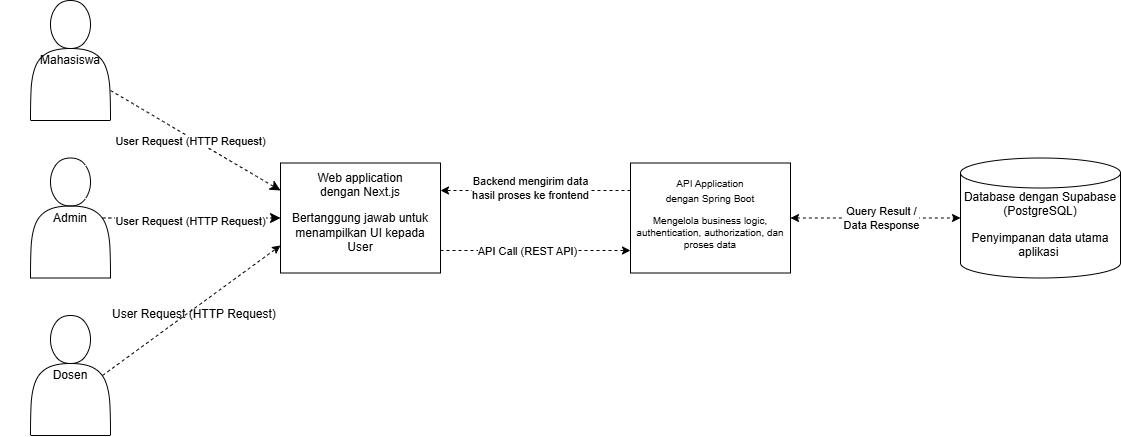 Mahasiswa
User Request (HTTP Request)
Admin
User Request (HTTP Request)
Dosen
User Request (HTTP Request)
Web application
dengan Next.js
Bertanggung jawab untuk
menampilkan UI kepada
User
Backend mengirim data
hasil proses ke frontend
API Call (REST API)
API Application
dengan Spring Boot
Mengelola business logic,
authentication, authorization, dan
proses data
Query Result /
Data Response
Database dengan Supabase
(PostgreSQL)
Penyimpanan data utama
aplikasi